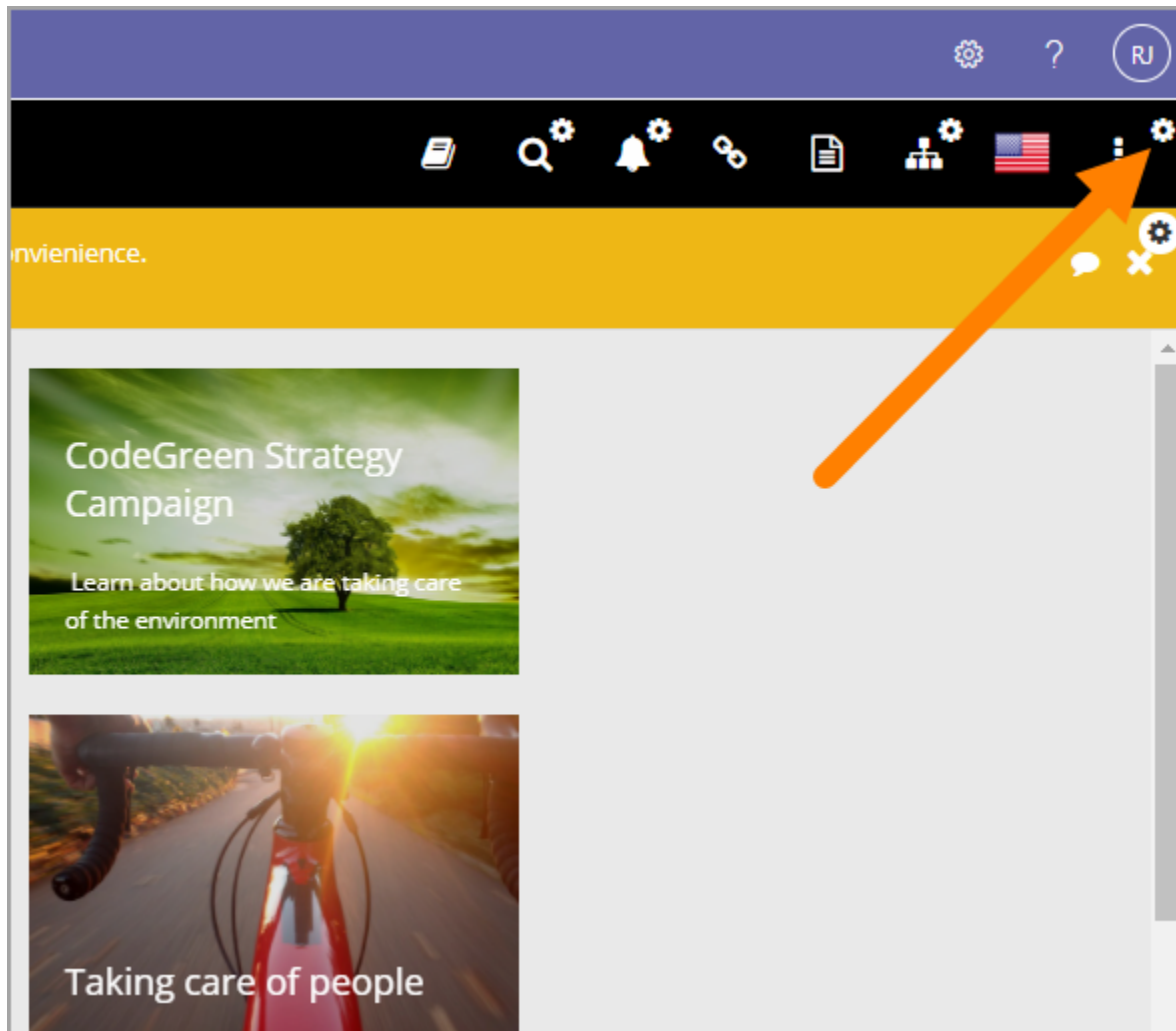 ?
RJ
nvienience.
CodeGreen Strategy
Campaign
Learn about how we are taking care
of the environment
Taking care of people